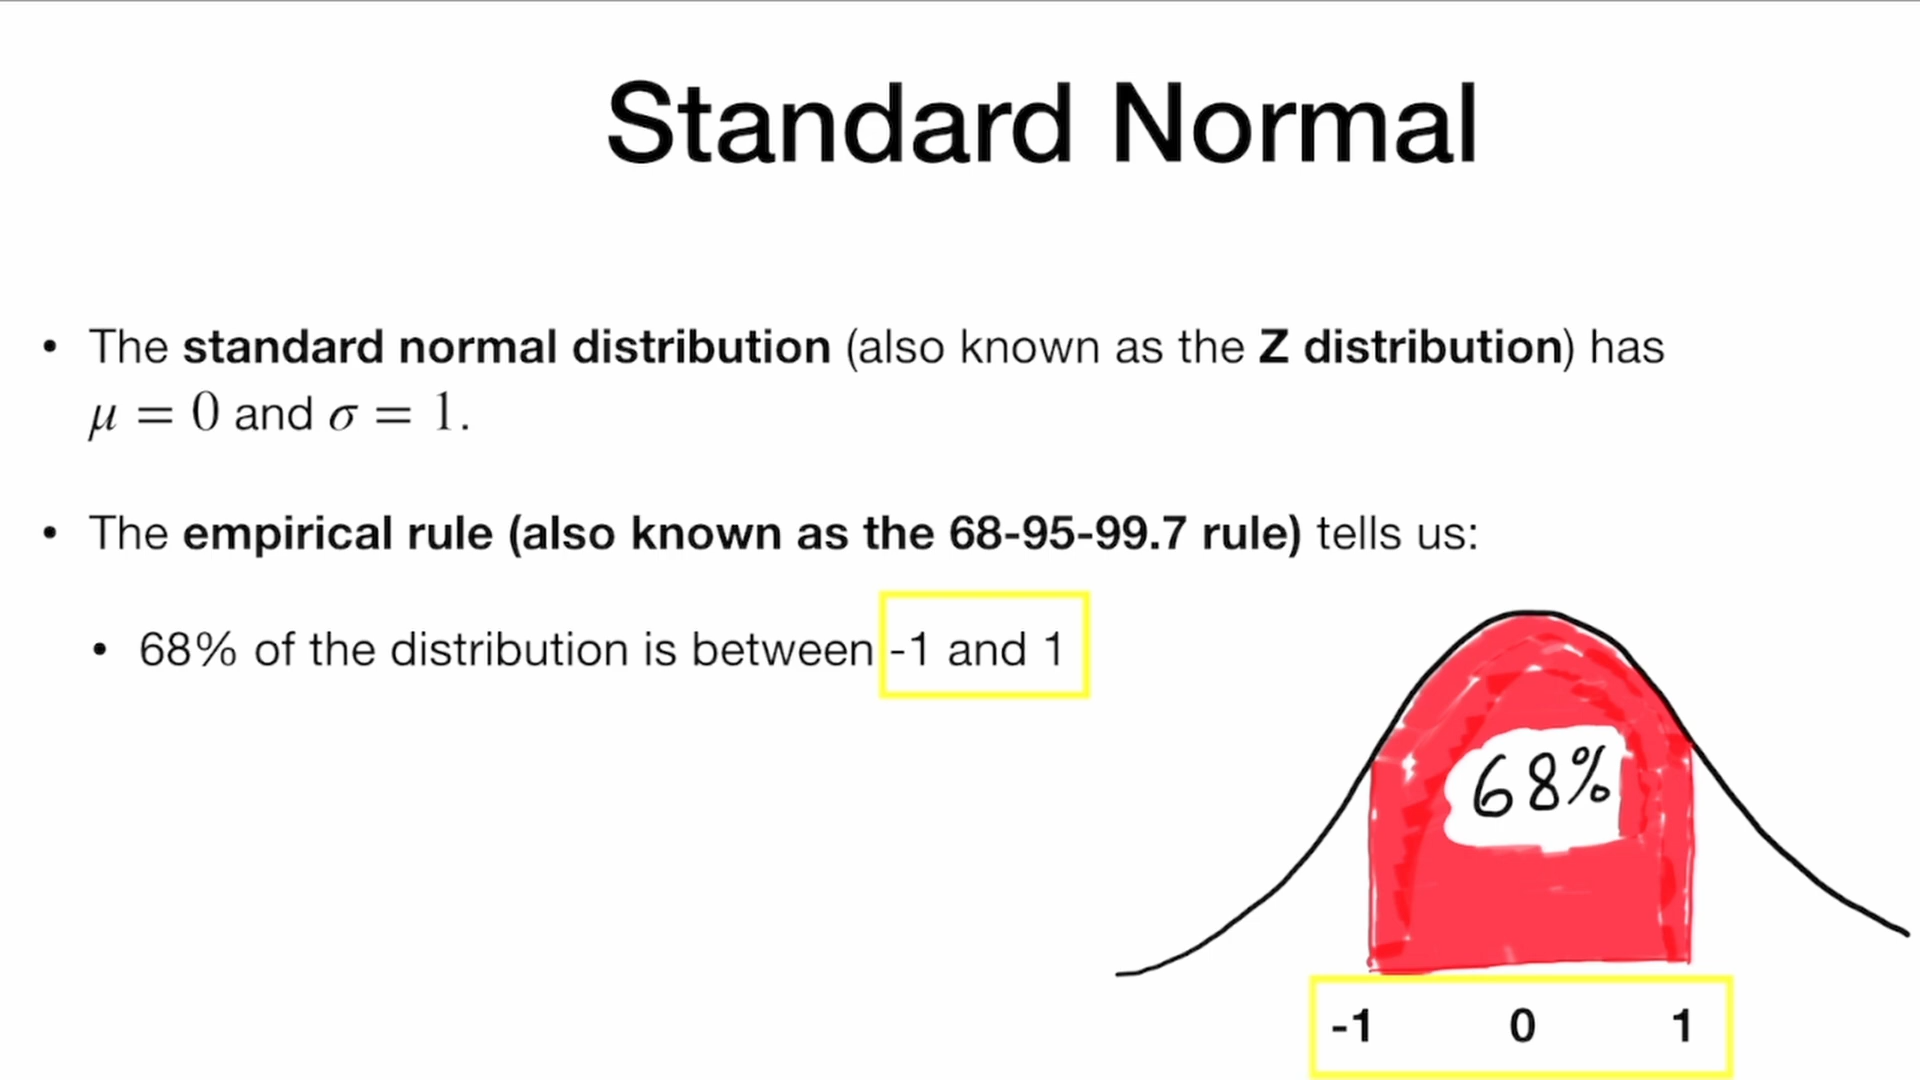 Standard Normal
• The standard normal distribution (also known as the Z distribution) has
μ = 0 and σ = 1.
• The empirical rule (also known as the 68-95-99.7 rule) tells us:
• 68% of the distribution is between -1 and 1
68%
-1 0 1